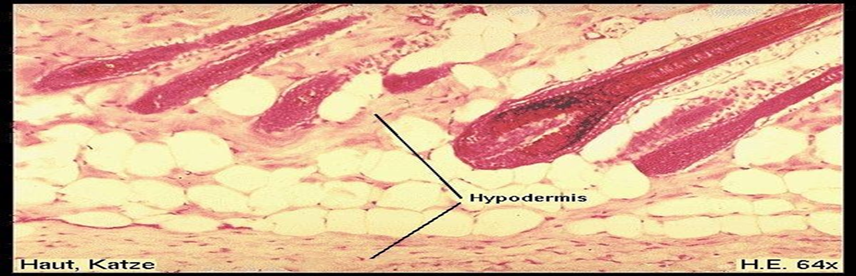 Hypodermis
Haut, Katze
H.E. 64x